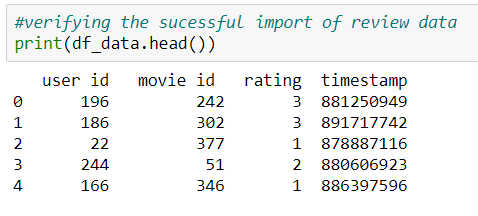 #verifying the sucessful import of review data
print(df_data.head())
user id movie id rating timestamp
0 196 242 3 881250949
1 186 302 3 891717742
2 22 377 1 878887116
3 244 51 2 880606923
4 166 346 1 886397596